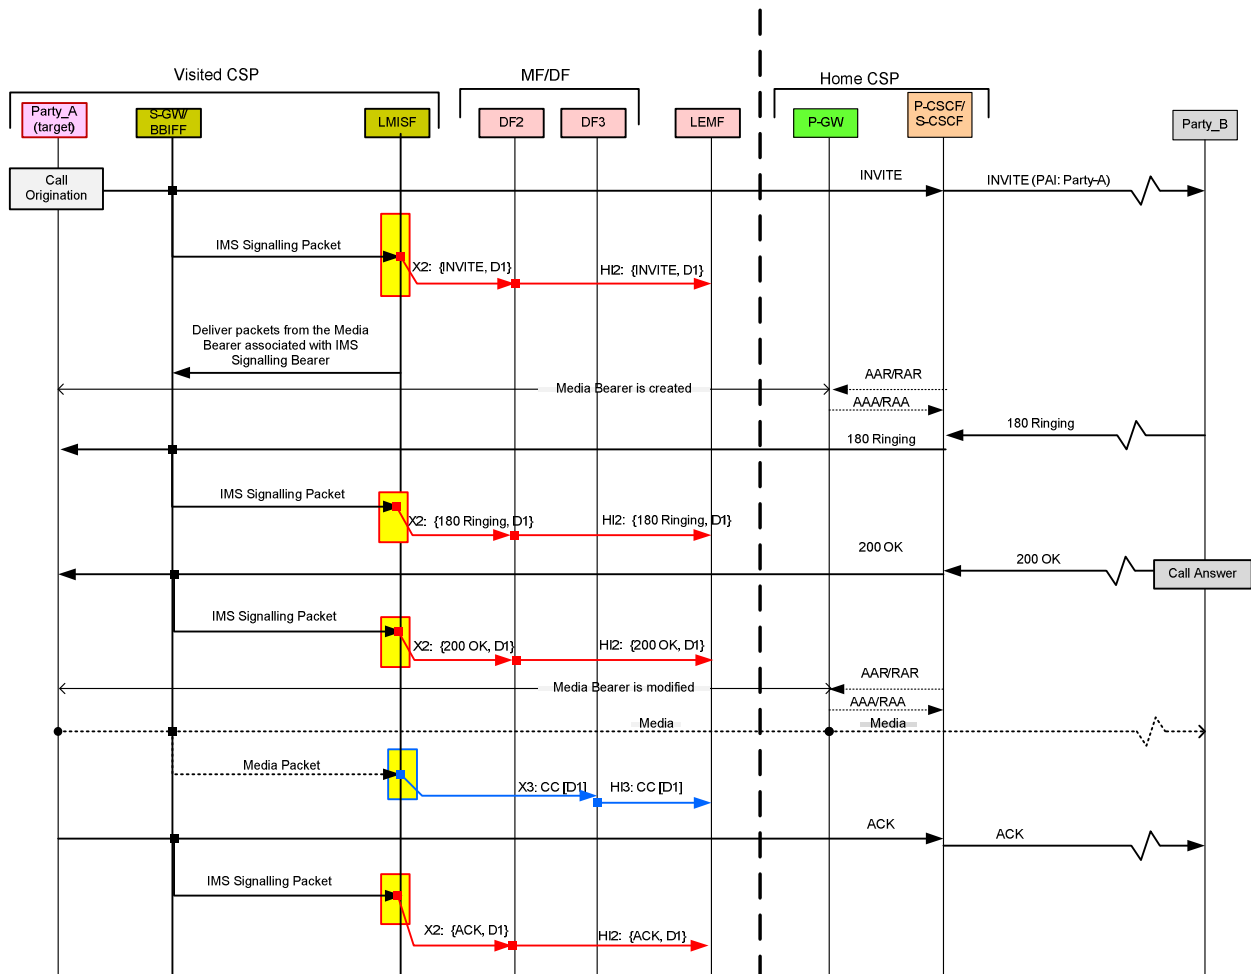 Visited CSP
MF/DF
Home CSP
Party_A
(target)
S-GW/
BBIFF
LMISF
DF2
DF3
LEMF
P-GW
P-CSCF/
S-CSCF
Party_B
Call
Origination
INVITE
INVITE (PAI: Party-A)
IMS Signalling Packet
X2: {INVITE, D1}
HI2: {INVITE, D1}
Deliver packets from the Media
Bearer associated with IMS
Signalling Bearer
Media Bearer is created
AAR/RAR
AAA/RAA
180 Ringing
180 Ringing
IMS Signalling Packet
X2: {180 Ringing, D1}
HI2: {180 Ringing, D1}
200 OK
200 OK
Call Answer
IMS Signalling Packet
X2: {200 OK, D1}
HI2: {200 OK, D1}
Media Bearer is modified
AAR/RAR
AAA/RAA
Media
Media
Media Packet
X3: CC [D1]
HI3: CC [D1]
ACK
ACK
IMS Signalling Packet
X2: {ACK, D1}
HI2: {ACK, D1}